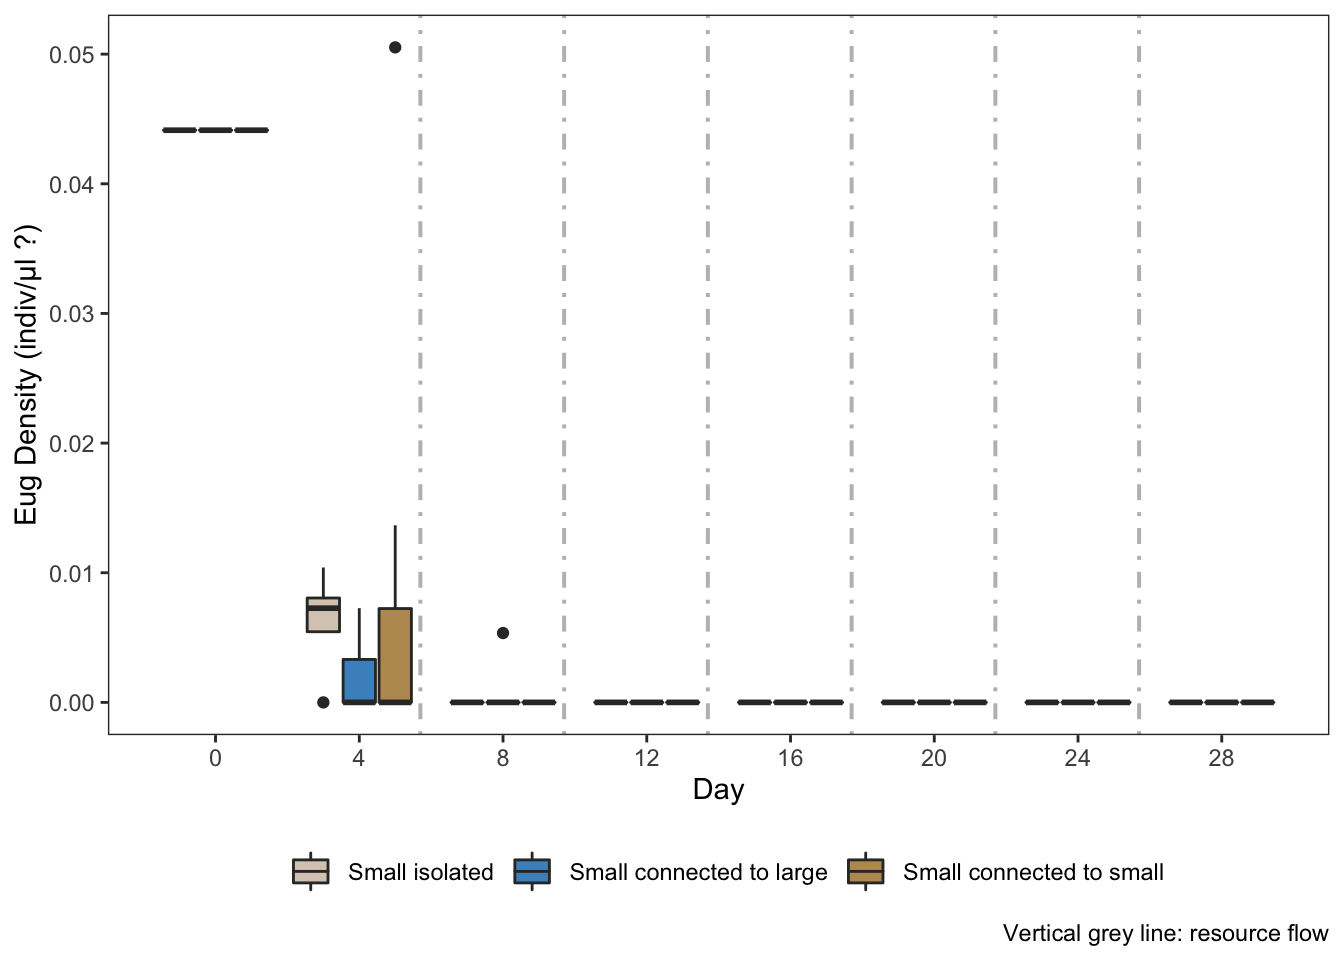 0.05
0.04
0.03
0.02
0.01
0.00
Eug Density (indiv/µl ?)
0 4 8 12 16 20 24 28
Day
Small isolated Small connected to large Small connected to small
Vertical grey line: resource flow